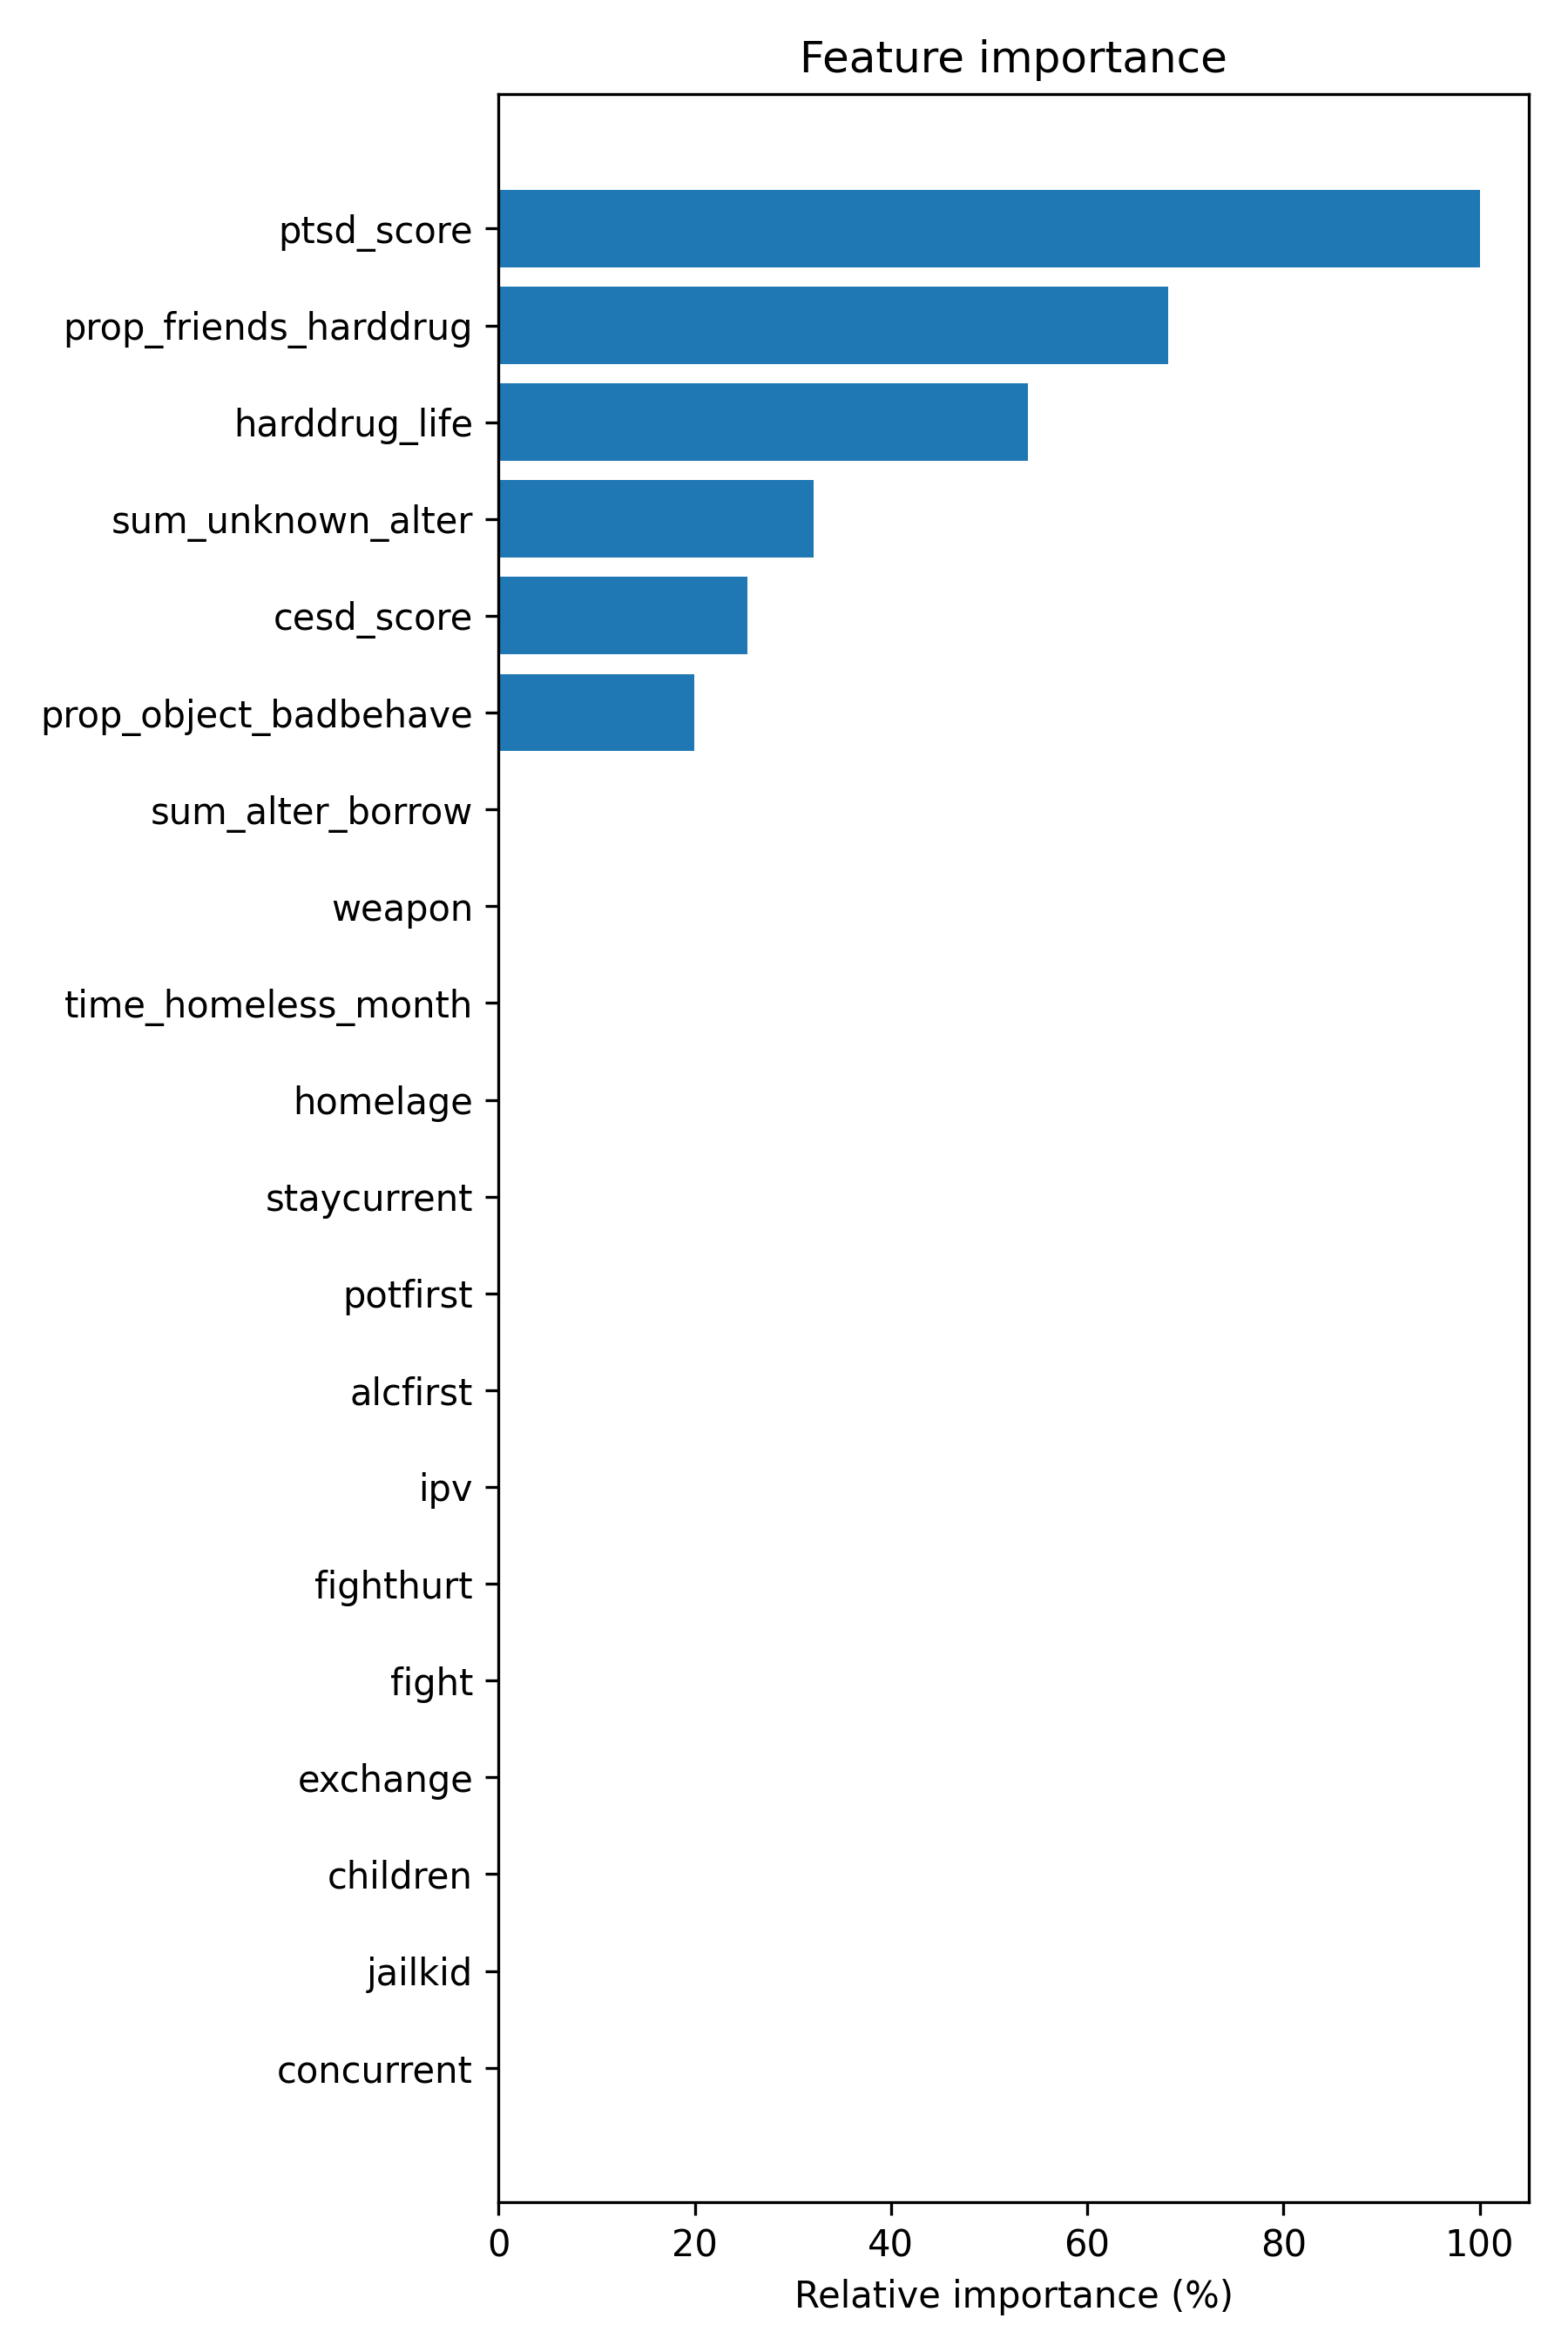 Feature importance
ptsd_score
prop_friends_harddrug
harddrug_life
sum_unknown_alter
cesd_score
prop_object_badbehave
sum_alter_borrow
weapon
time_homeless_month
homelage
staycurrent
potfirst
alcfirst
ipv
fighthurt
fight
exchange
children
jailkid
concurrent
0 20 40 60 80 100
Relative importance (%)